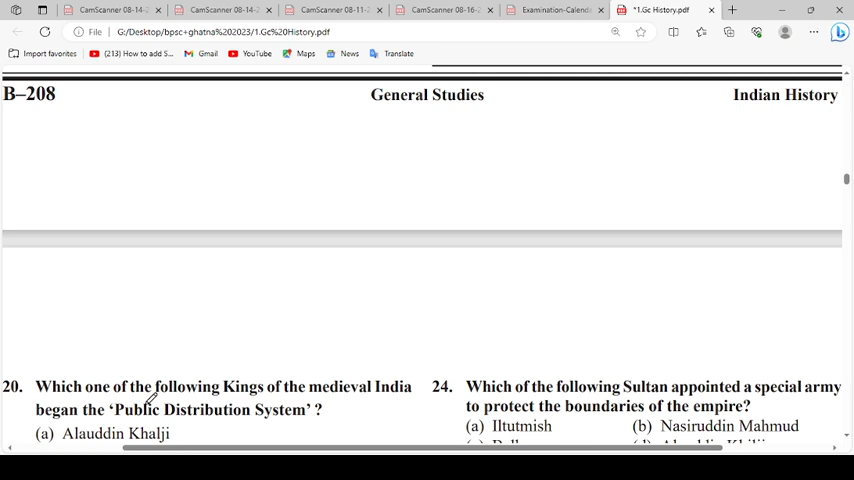 CamScanner 08-14-2
CamScanner 08-14-2
CamScanner 08-11-2
CamScanner 08-16-2
Examination-Calend
*1.Gc History.pdf
File
G:/Desktop/bpsc+ghatna%202023/1.Gc%20History.pdf
Import favorites
(213) How to add S...
Gmail
YouTube
Maps
News
Translate
B–208
General Studies
Indian History
20. Which one of the following Kings of the medieval India
began the ‘Public Distribution System’ ?
(a) Alauddin Khalji
24. Which of the following Sultan appointed a special army
to protect the boundaries of the empire?
(a) Iltutmish
(b) Nasiruddin Mahmud